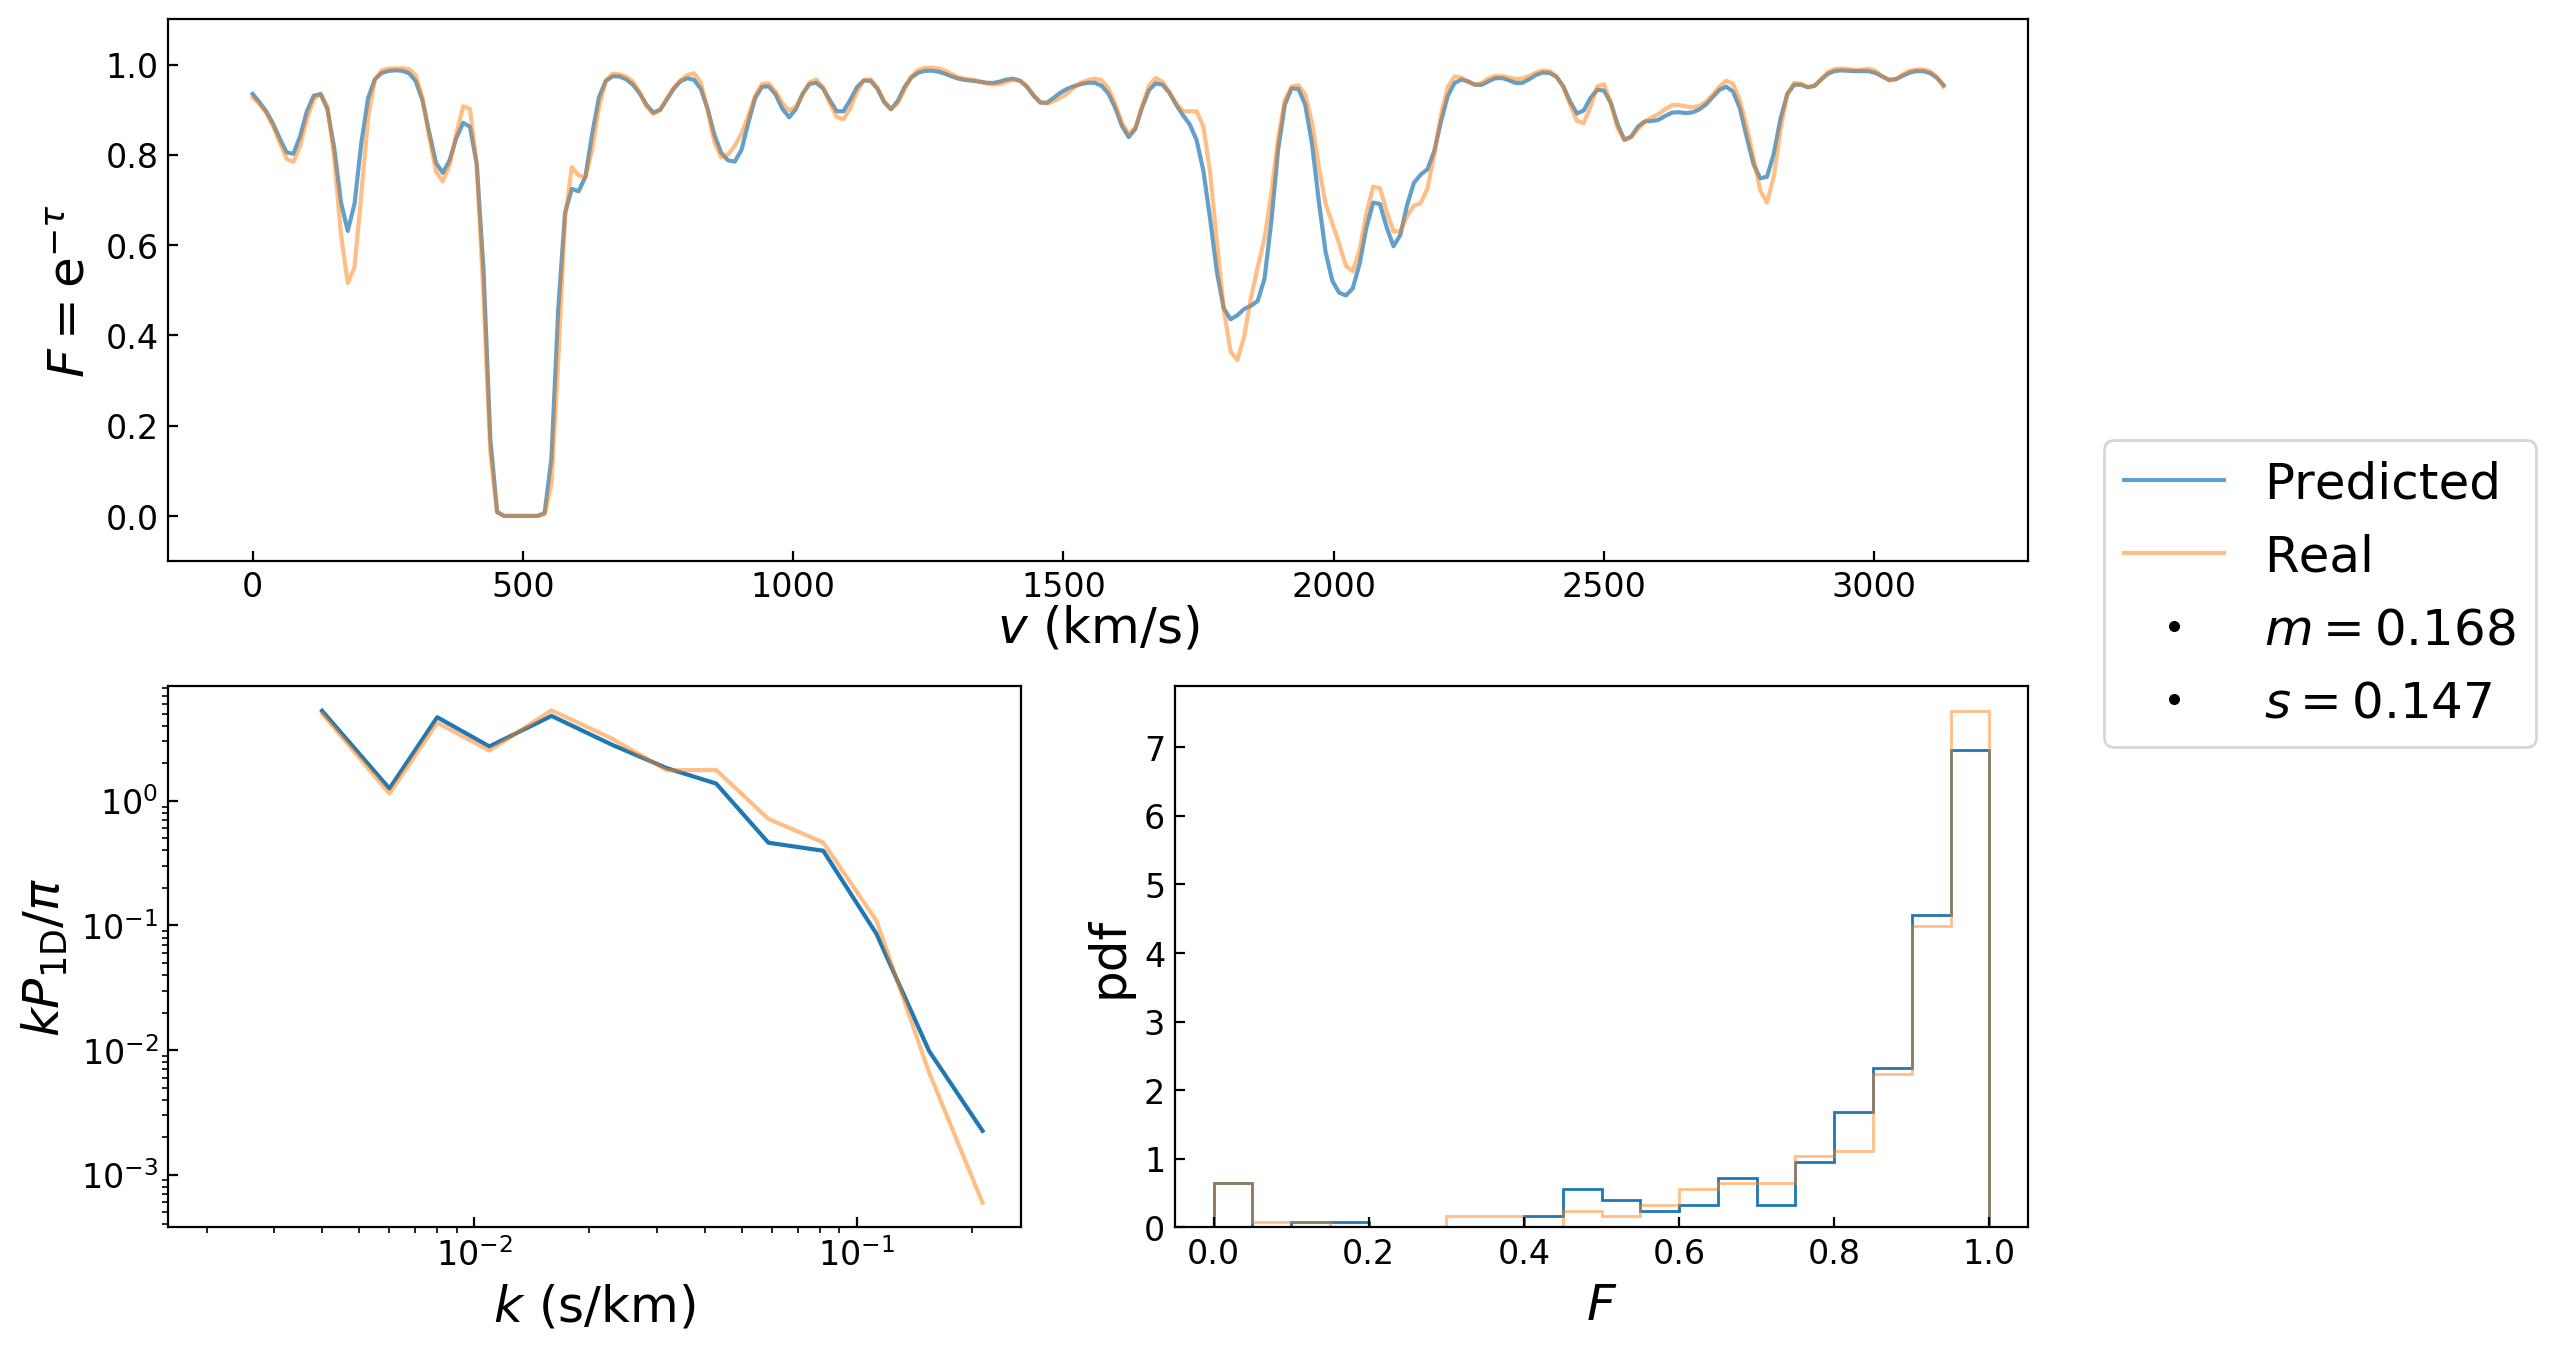 F = e^{−τ}
1.0
0.8
0.6
0.4
0.2
0.0
0 500 1000 1500 2000 2500 3000
v (km/s)
Predicted
Real
m = 0.168
s = 0.147
kP_{1D}/π
10^0
10^{−1}
10^{−2}
10^{−3}
10^{−2} 10^{−1}
k (s/km)
pdf
7
6
5
4
3
2
1
0
0.0 0.2 0.4 0.6 0.8 1.0
F